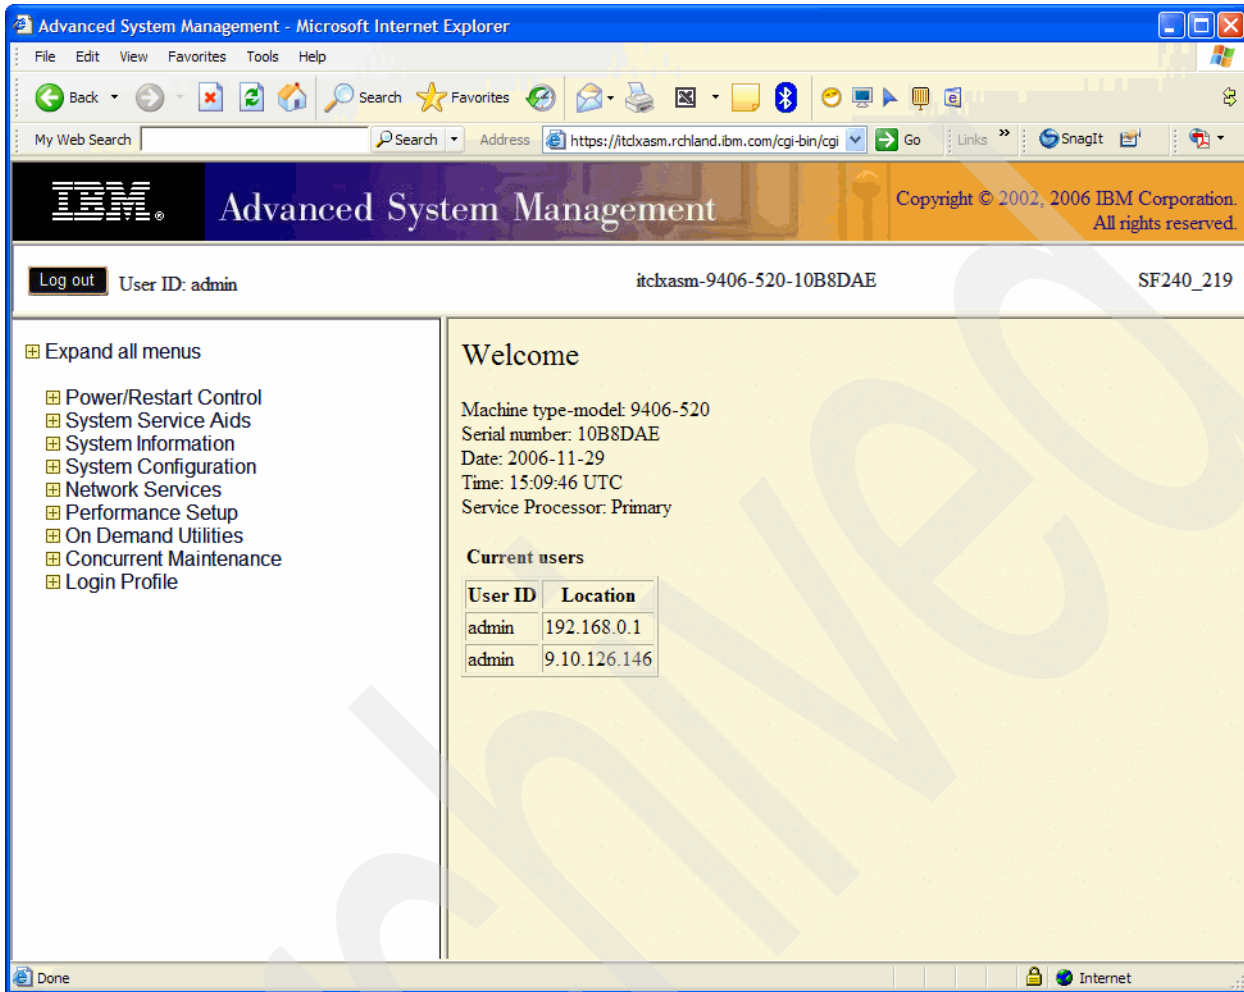 Advanced System Management - Microsoft Internet Explorer
File Edit View Favorites Tools Help
Back Search Favorites
My Web Search Search Address https://itclxasm.rchland.ibm.com/cgi-bin/cgi Go Links » SnagIt
IBM® Advanced System Management Copyright © 2002, 2006 IBM Corporation.
All rights reserved.
Log out User ID: admin itclxasm-9406-520-10B8DAE SF240_219
Expand all menus
Power/Restart Control
System Service Aids
System Information
System Configuration
Network Services
Performance Setup
On Demand Utilities
Concurrent Maintenance
Login Profile
Welcome
Machine type-model: 9406-520
Serial number: 10B8DAE
Date: 2006-11-29
Time: 15:09:46 UTC
Service Processor: Primary
Current users
User ID Location
admin 192.168.0.1
admin 9.10.126.146
Done Internet